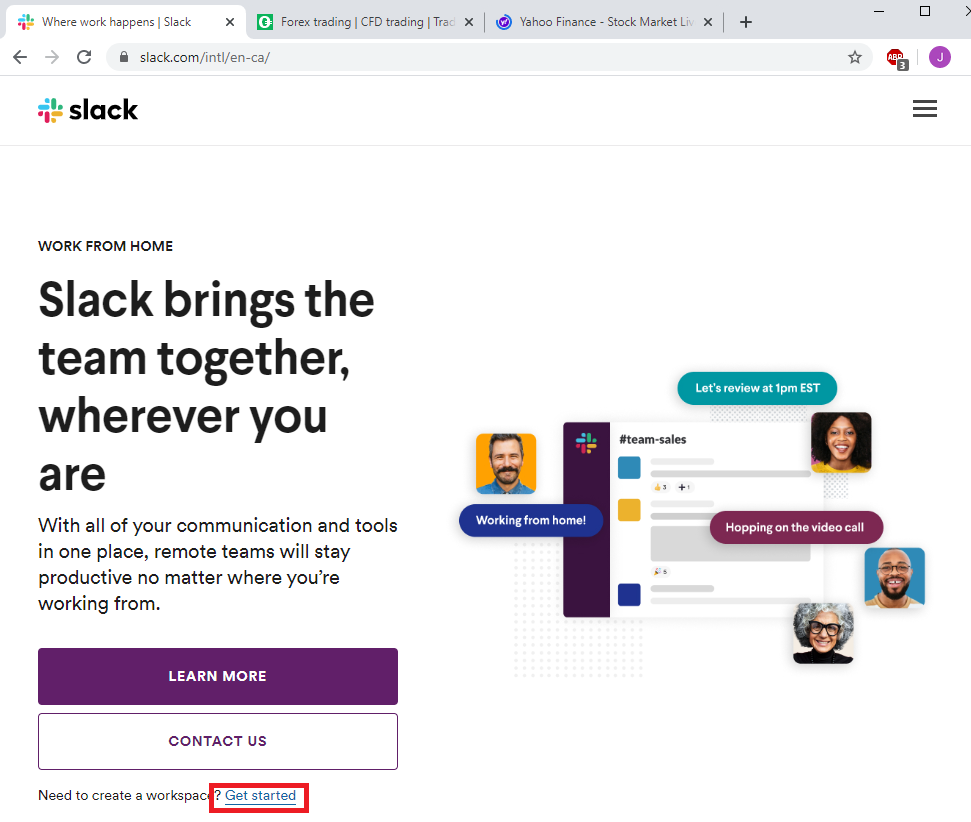 Where work happens | Slack
Forex trading | CFD trading | Trad
Yahoo Finance - Stock Market Liv
slack.com/intl/en-ca/
ABP
3
J
slack
WORK FROM HOME
Slack brings the
team together,
wherever you
are
With all of your communication and tools
in one place, remote teams will stay
productive no matter where you’re
working from.
LEARN MORE
CONTACT US
Need to create a workspace? Get started
Let's review at 1pm EST
#team-sales
3
1
Working from home!
Hopping on the video call
5